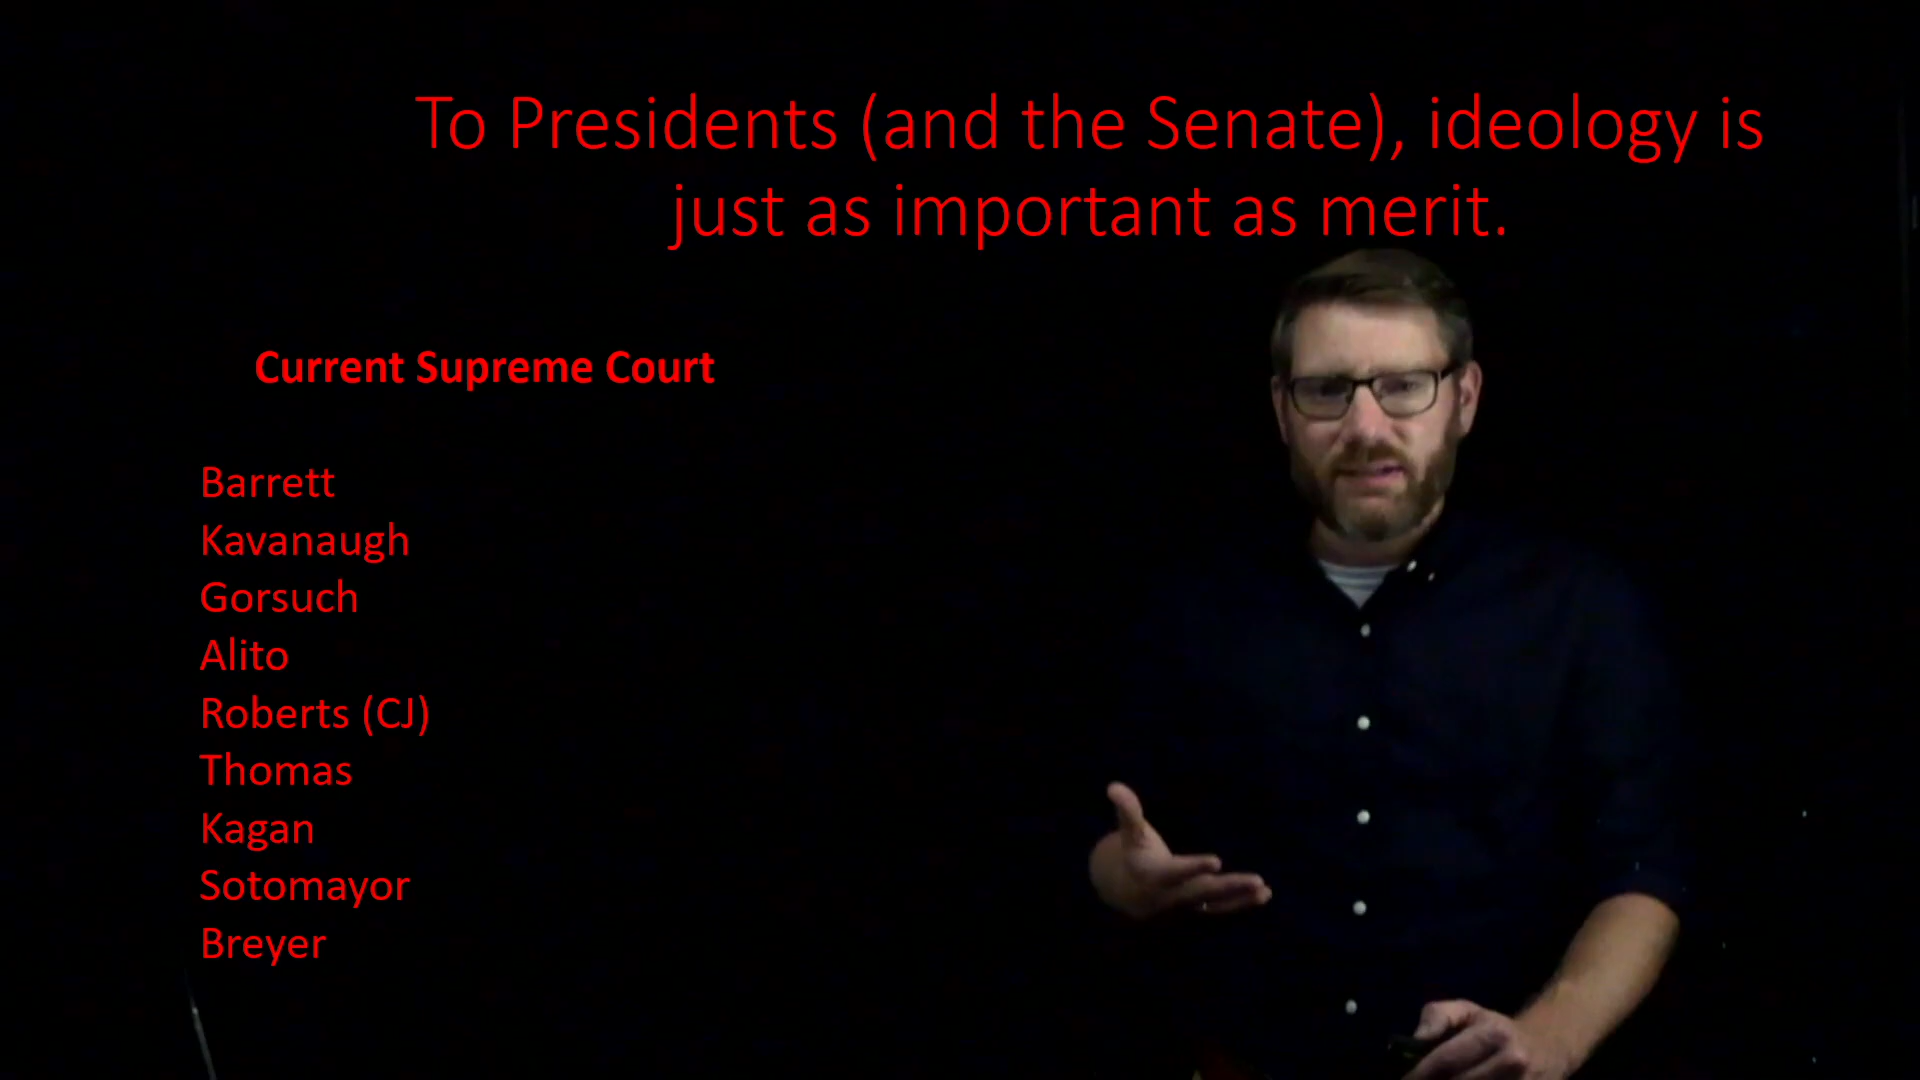 To Presidents (and the Senate), ideology is
just as important as merit.
Current Supreme Court
Barrett
Kavanaugh
Gorsuch
Alito
Roberts (CJ)
Thomas
Kagan
Sotomayor
Breyer